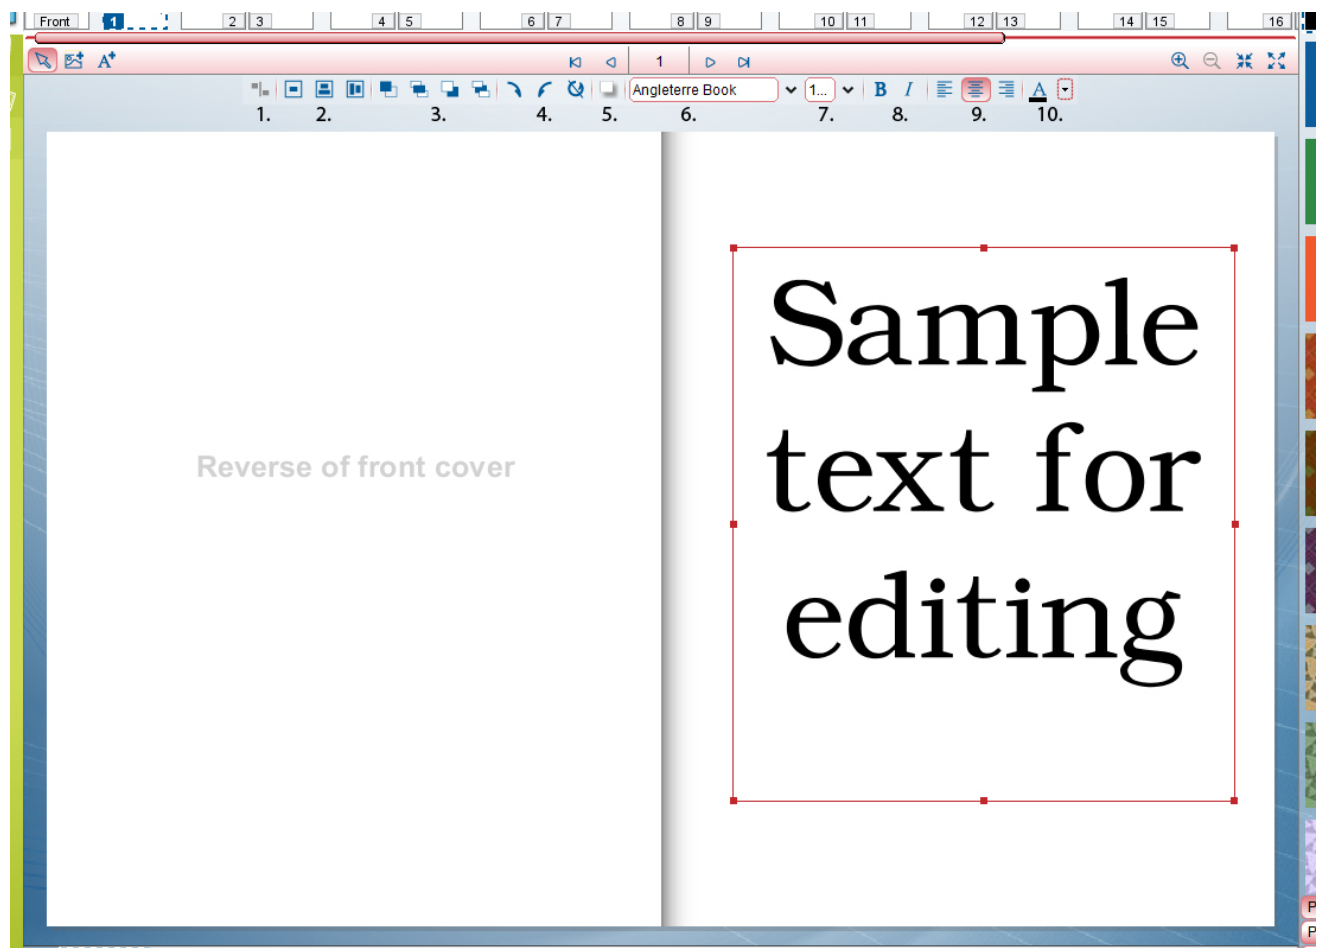 Front 1 2 3 4 5 6 7 8 9 10 11 12 13 14 15 16
A+ 1
Angleterre Book 1... B I A
1. 2. 3. 4. 5. 6. 7. 8. 9. 10.
Reverse of front cover
Sample
text for
editing
P
P